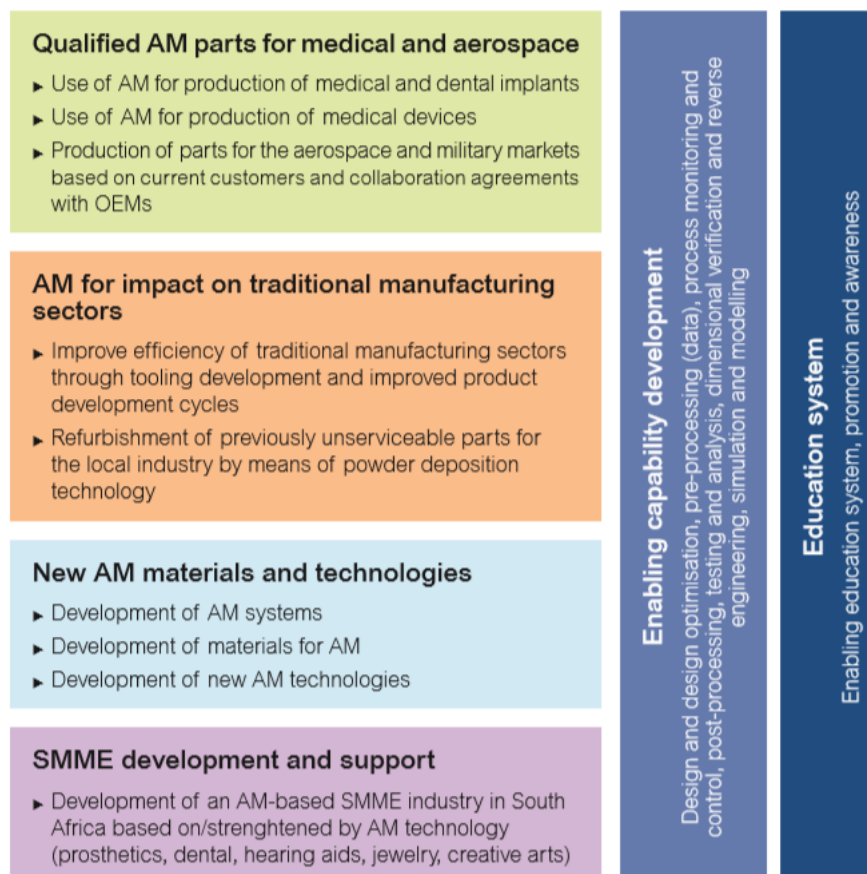 Qualified AM parts for medical and aerospace
▸ Use of AM for production of medical and dental implants
▸ Use of AM for production of medical devices
▸ Production of parts for the aerospace and military markets
based on current customers and collaboration agreements
with OEMs
AM for impact on traditional manufacturing
sectors
▸ Improve efficiency of traditional manufacturing sectors
through tooling development and improved product
development cycles
▸ Refurbishment of previously unserviceable parts for
the local industry by means of powder deposition
technology
New AM materials and technologies
▸ Development of AM systems
▸ Development of materials for AM
▸ Development of new AM technologies
SMME development and support
▸ Development of an AM-based SMME industry in South
Africa based on/strenghtened by AM technology
(prosthetics, dental, hearing aids, jewelry, creative arts)
Enabling capability development
Design and design optimisation, pre-processing (data), process monitoring and
control, post-processing, testing and analysis, dimensional verification and reverse
engineering, simulation and modelling
Education system
Enabling education system, promotion and awareness